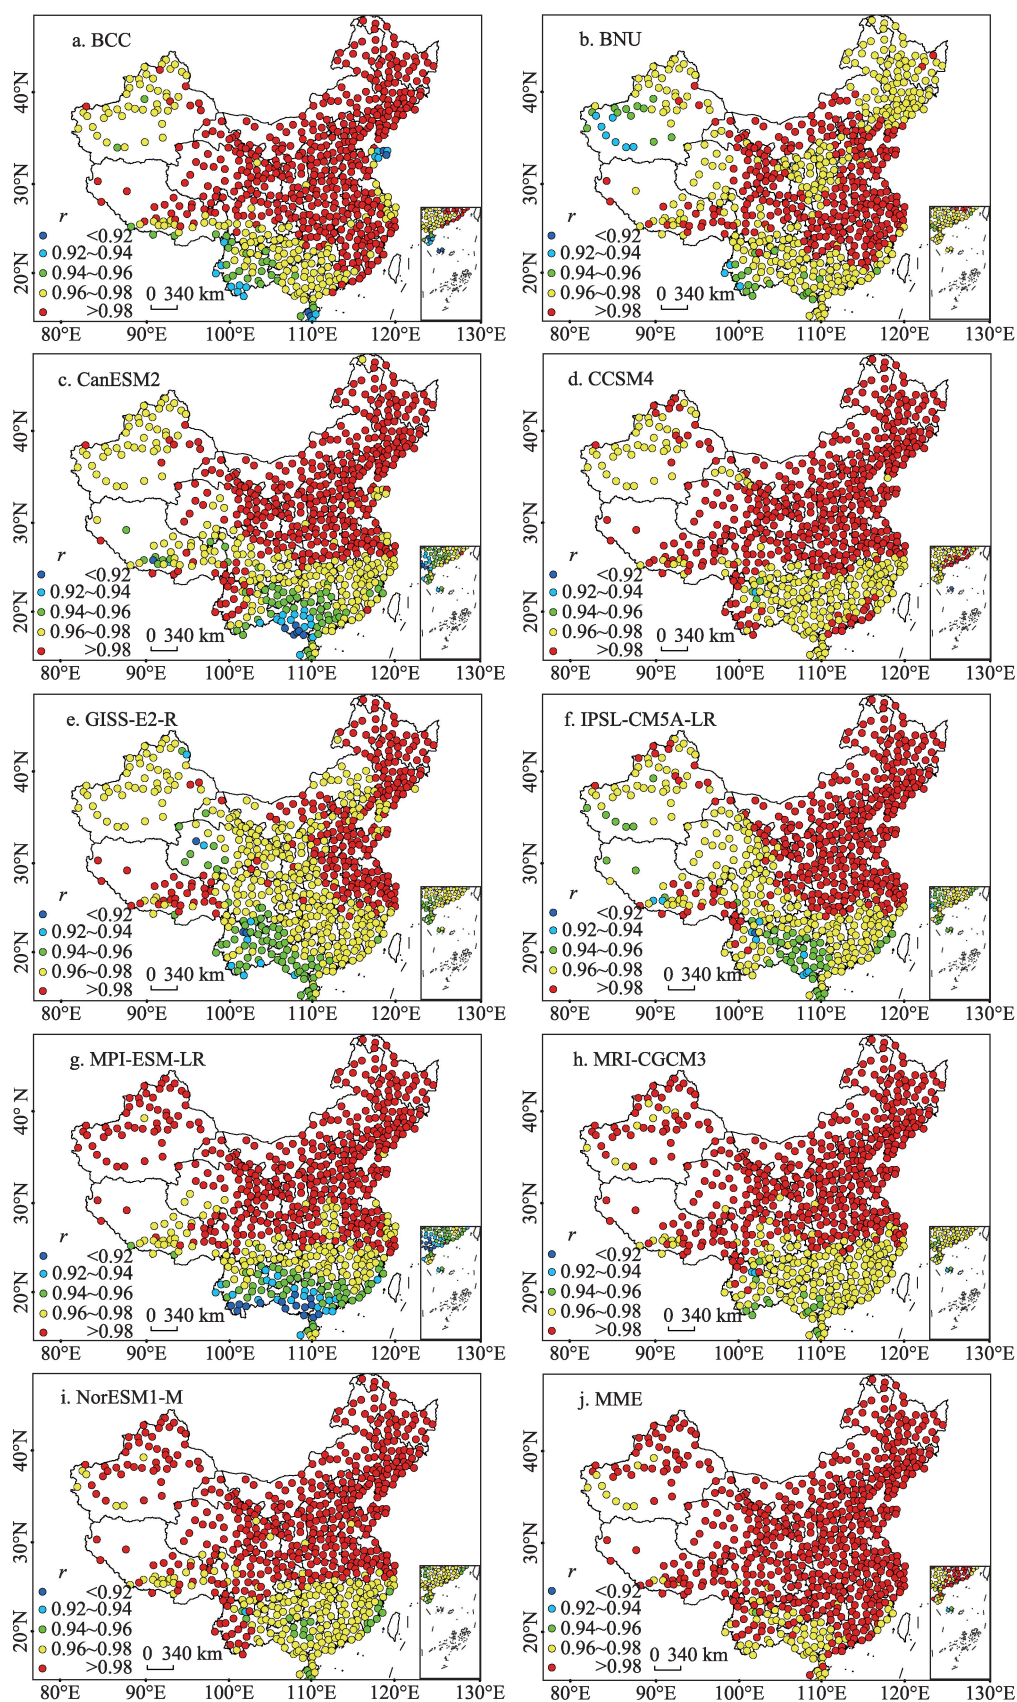 a. BCC
40°N
30°N
20°N
r
<0.92
0.92~0.94
0.94~0.96
0.96~0.98
>0.98
0 340 km
80°E 90°E 100°E 110°E 120°E 130°E
b. BNU
40°N
30°N
20°N
r
<0.92
0.92~0.94
0.94~0.96
0.96~0.98
>0.98
0 340 km
80°E 90°E 100°E 110°E 120°E 130°E
c. CanESM2
40°N
30°N
20°N
r
<0.92
0.92~0.94
0.94~0.96
0.96~0.98
>0.98
0 340 km
80°E 90°E 100°E 110°E 120°E 130°E
d. CCSM4
40°N
30°N
20°N
r
<0.92
0.92~0.94
0.94~0.96
0.96~0.98
>0.98
0 340 km
80°E 90°E 100°E 110°E 120°E 130°E
e. GISS-E2-R
40°N
30°N
20°N
r
<0.92
0.92~0.94
0.94~0.96
0.96~0.98
>0.98
0 340 km
80°E 90°E 100°E 110°E 120°E 130°E
f. IPSL-CM5A-LR
40°N
30°N
20°N
r
<0.92
0.92~0.94
0.94~0.96
0.96~0.98
>0.98
0 340 km
80°E 90°E 100°E 110°E 120°E 130°E
g. MPI-ESM-LR
40° N
30°N
20°N
r
<0.92
0.92~0.94
0.94~0.96
0.96~0.98
>0.98
0 340 km
80°E 90°E 100°E 110°E 120°E 130°E
h. MRI-CGCM3
40°N
30°N
20°N
r
<0.92
0.92~0.94
0.94~0.96
0.96~0.98
>0.98
0 340 km
80°E 90°E 100°E 110°E 120°E 130°E
i. NorESM1-M
40°N
30°N
20°N
r
<0.92
0.92~0.94
0.94~0.96
0.96~0.98
>0.98
0 340 km
80°E 90°E 100°E 110°E 120°E 130°E
j. MME
40°N
30°N
20°N
r
<0.92
0.92~0.94
0.94~0.96
0.96~0.98
>0.98
0 340 km
80°E 90°E 100°E 110°E 120°E 130°E